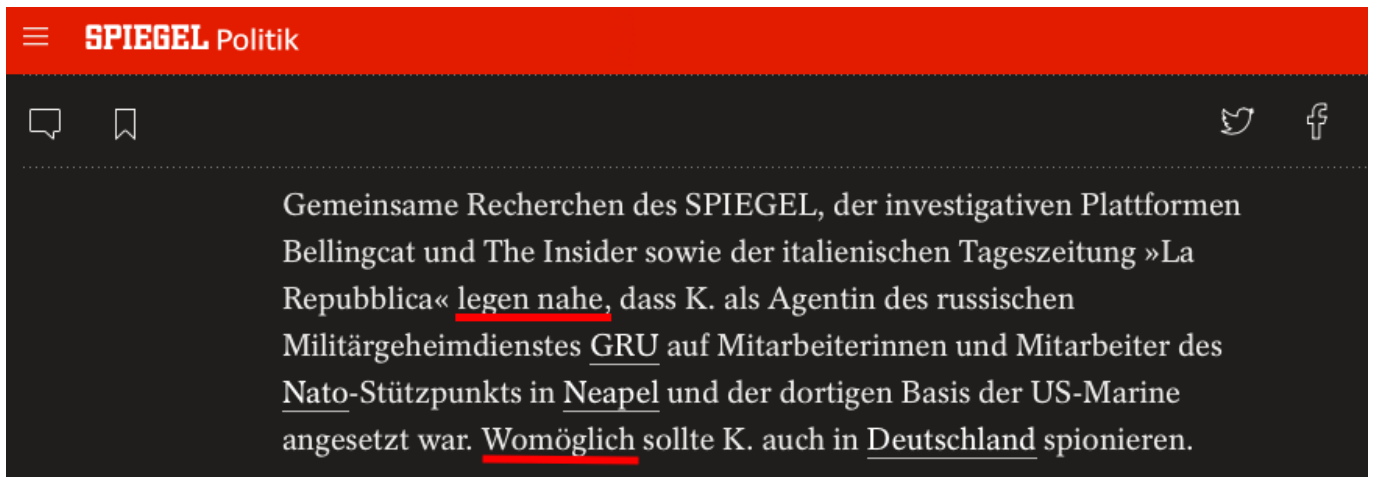 SPIEGEL Politik
Gemeinsame Recherchen des SPIEGEL, der investigativen Plattformen
Bellingcat und The Insider sowie der italienischen Tageszeitung »La
Repubblica« legen nahe, dass K. als Agentin des russischen
Militärgeheimdienstes GRU auf Mitarbeiterinnen und Mitarbeiter des
Nato-Stützpunkts in Neapel und der dortigen Basis der US-Marine
angesetzt war. Womöglich sollte K. auch in Deutschland spionieren.